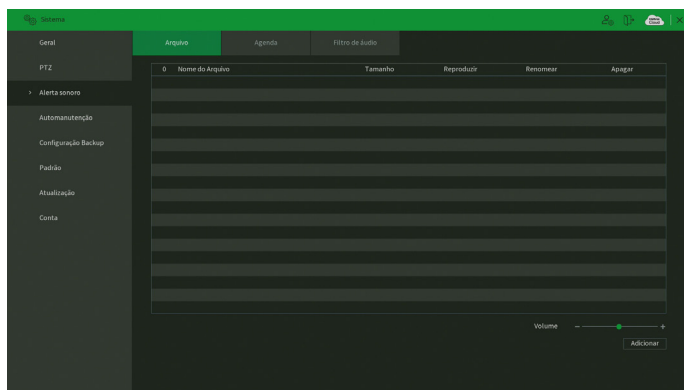 Sistema
Geral
PTZ
Alerta sonoro
Automanutenção
Configuração Backup
Padrão
Atualização
Conta
Arquivo Agenda Filtro de áudio
0 Nome do Arquivo Tamanho Reproduzir Renomear Apagar
Volume
Adicionar